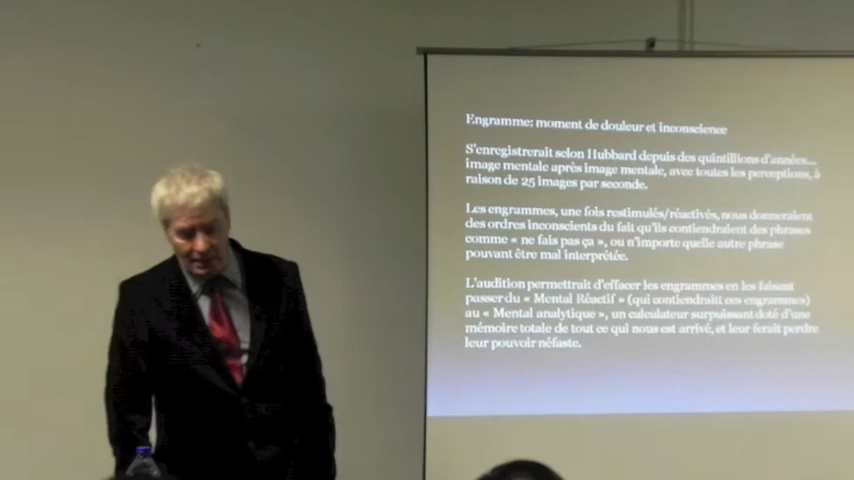 Engramme: moment de douleur et inconscience
S'enregistrerait selon Hubbard depuis des quintillions d'années...
image mentale après image mentale, avec toutes les perceptions, à
raison de 25 images par seconde.
Les engrammes, une fois restimulés/réactivés, nous donneraient
des ordres inconscients du fait qu'ils contiendraient des phrases
comme « ne fais pas ça », ou n'importe quelle autre phrase
pouvant être mal interprétée.
L'audition permettrait d'effacer les engrammes en les faisant
passer du « Mental Réactif » (qui contiendraitt ces engrammes)
au « Mental analytique », un calculateur surpuissant doté d'une
mémoire totale de tout ce qui nous est arrivé, et leur ferait perdre
leur pouvoir néfaste.